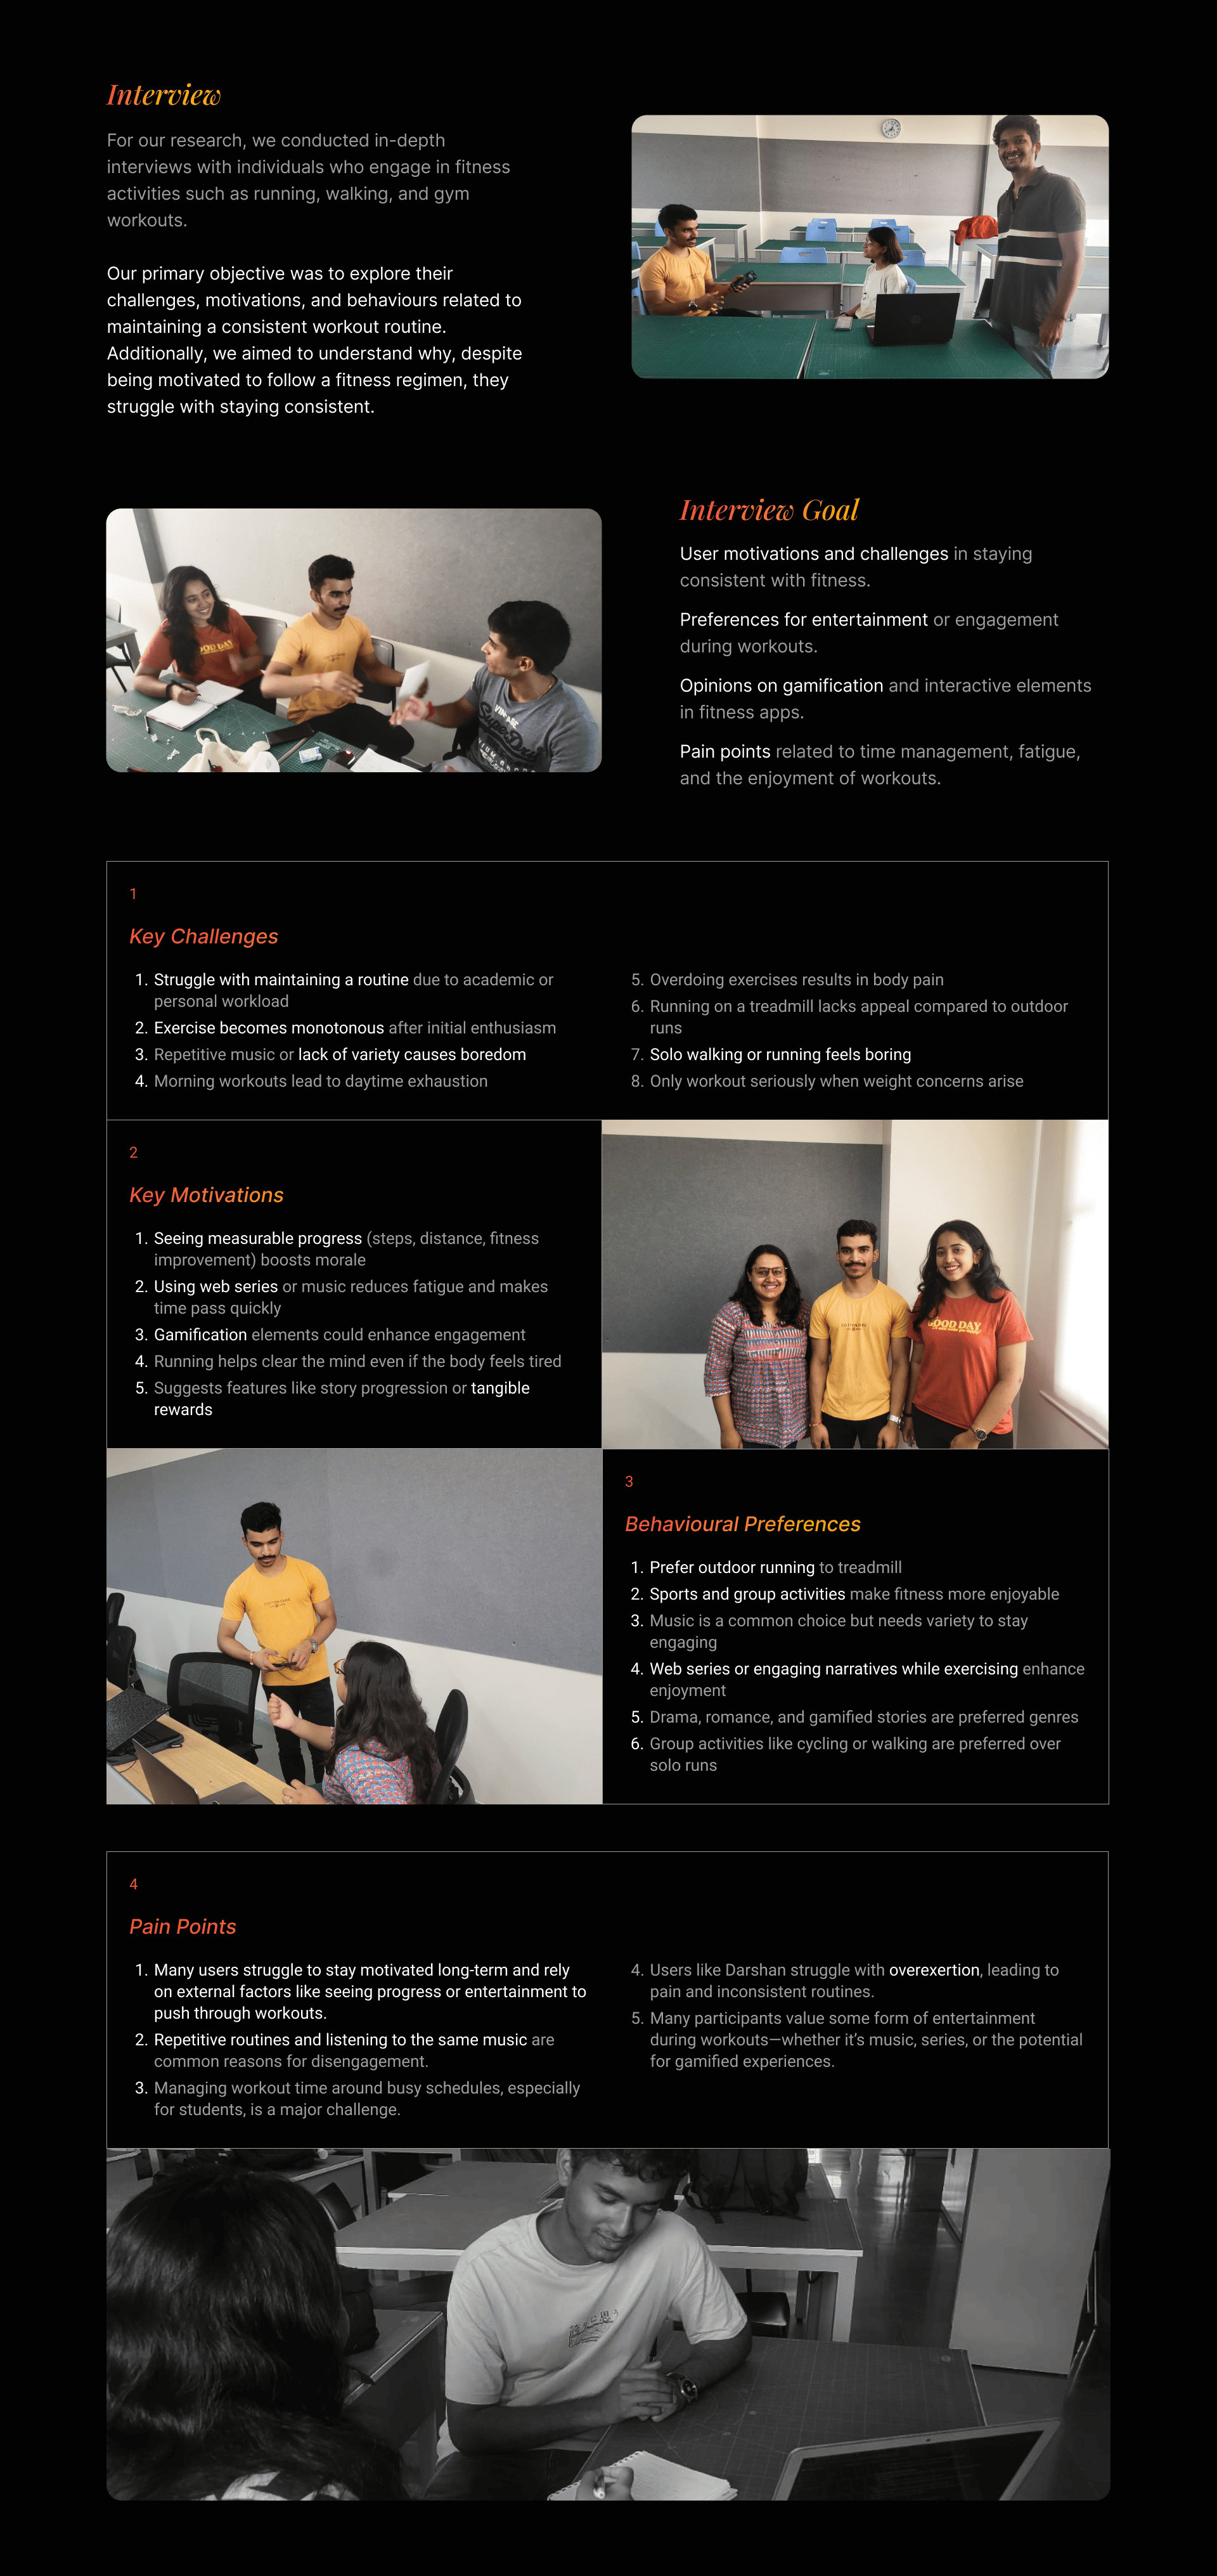 Interview
For our research, we conducted in-depth
interviews with individuals who engage in fitness
activities such as running, walking, and gym
workouts.
Our primary objective was to explore their
challenges, motivations, and behaviours related to
maintaining a consistent workout routine.
Additionally, we aimed to understand why, despite
being motivated to follow a fitness regimen, they
struggle with staying consistent.
GOOD DAY
Interview Goal
User motivations and challenges in staying
consistent with fitness.
Preferences for entertainment or engagement
during workouts.
Opinions on gamification and interactive elements
in fitness apps.
Pain points related to time management, fatigue,
and the enjoyment of workouts.
1
Key Challenges
1. Struggle with maintaining a routine due to academic or
personal workload
2. Exercise becomes monotonous after initial enthusiasm
3. Repetitive music or lack of variety causes boredom
4. Morning workouts lead to daytime exhaustion
5. Overdoing exercises results in body pain
6. Running on a treadmill lacks appeal compared to outdoor
runs
7. Solo walking or running feels boring
8. Only workout seriously when weight concerns arise
2
Key Motivations
1. Seeing measurable progress (steps, distance, fitness
improvement) boosts morale
2. Using web series or music reduces fatigue and makes
time pass quickly
3. Gamification elements could enhance engagement
4. Running helps clear the mind even if the body feels tired
5. Suggests features like story progression or tangible
rewards
GOOD DAY
3
Behavioural Preferences
1. Prefer outdoor running to treadmill
2. Sports and group activities make fitness more enjoyable
3. Music is a common choice but needs variety to stay
engaging
4. Web series or engaging narratives while exercising enhance
enjoyment
5. Drama, romance, and gamified stories are preferred genres
6. Group activities like cycling or walking are preferred over
solo runs
4
Pain Points
1. Many users struggle to stay motivated long-term and rely
on external factors like seeing progress or entertainment to
push through workouts.
2. Repetitive routines and listening to the same music are
common reasons for disengagement.
3. Managing workout time around busy schedules, especially
for students, is a major challenge.
4. Users like Darshan struggle with overexertion, leading to
pain and inconsistent routines.
5. Many participants value some form of entertainment
during workouts—whether it's music, series, or the potential
for gamified experiences.